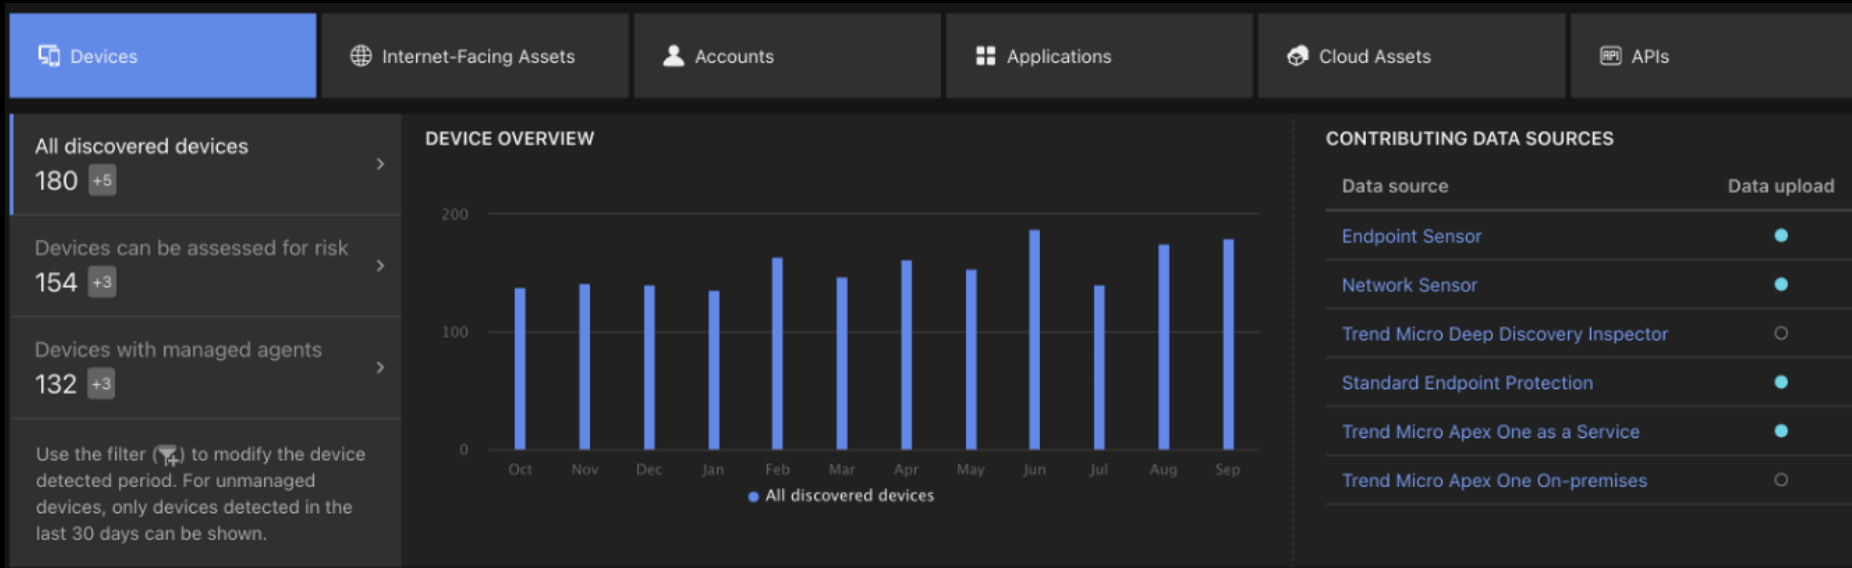 Devices
Internet-Facing Assets
Accounts
Applications
Cloud Assets
API
APIs
All discovered devices
180 +5
Devices can be assessed for risk
154 +3
Devices with managed agents
132 +3
Use the filter ( ) to modify the device
detected period. For unmanaged
devices, only devices detected in the
last 30 days can be shown.
DEVICE OVERVIEW
200
100
0
Oct Nov Dec Jan Feb Mar Apr May Jun Jul Aug Sep
All discovered devices
CONTRIBUTING DATA SOURCES
Data source Data upload
Endpoint Sensor
Network Sensor
Trend Micro Deep Discovery Inspector
Standard Endpoint Protection
Trend Micro Apex One as a Service
Trend Micro Apex One On-premises